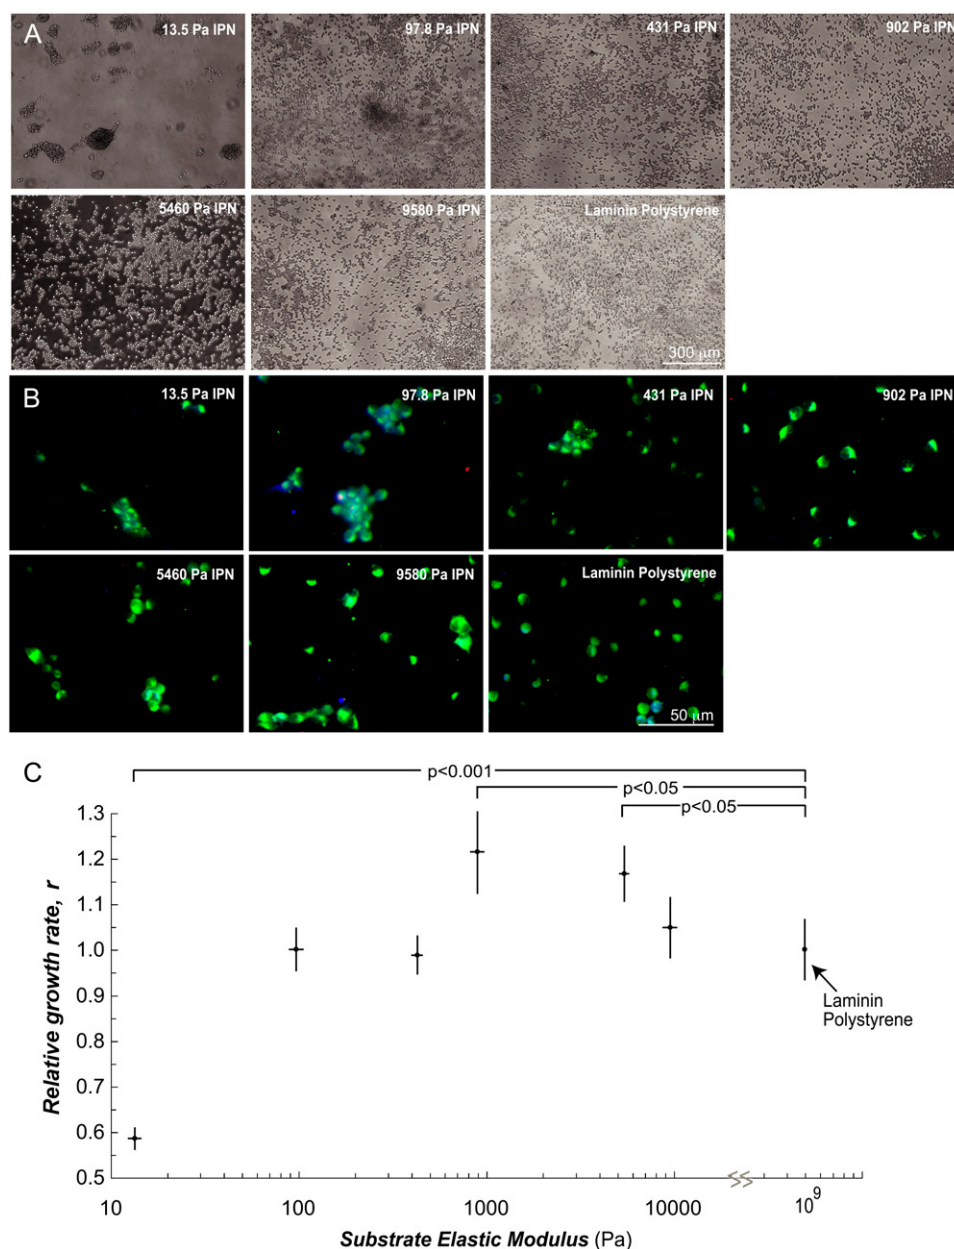 A
13.5 Pa IPN
97.8 Pa IPN
431 Pa IPN
902 Pa IPN
5460 Pa IPN
9580 Pa IPN
Laminin Polystyrene
300 µm
B
13.5 Pa IPN
97.8 Pa IPN
431 Pa IPN
902 Pa IPN
5460 Pa IPN
9580 Pa IPN
Laminin Polystyrene
50 µm
C
p<0.001
p<0.05
p<0.05
1.3
1.2
1.1
1.0
0.9
0.8
0.7
0.6
0.5
Relative growth rate, r
Laminin
Polystyrene
10
100
1000
10000
10⁹
Substrate Elastic Modulus (Pa)